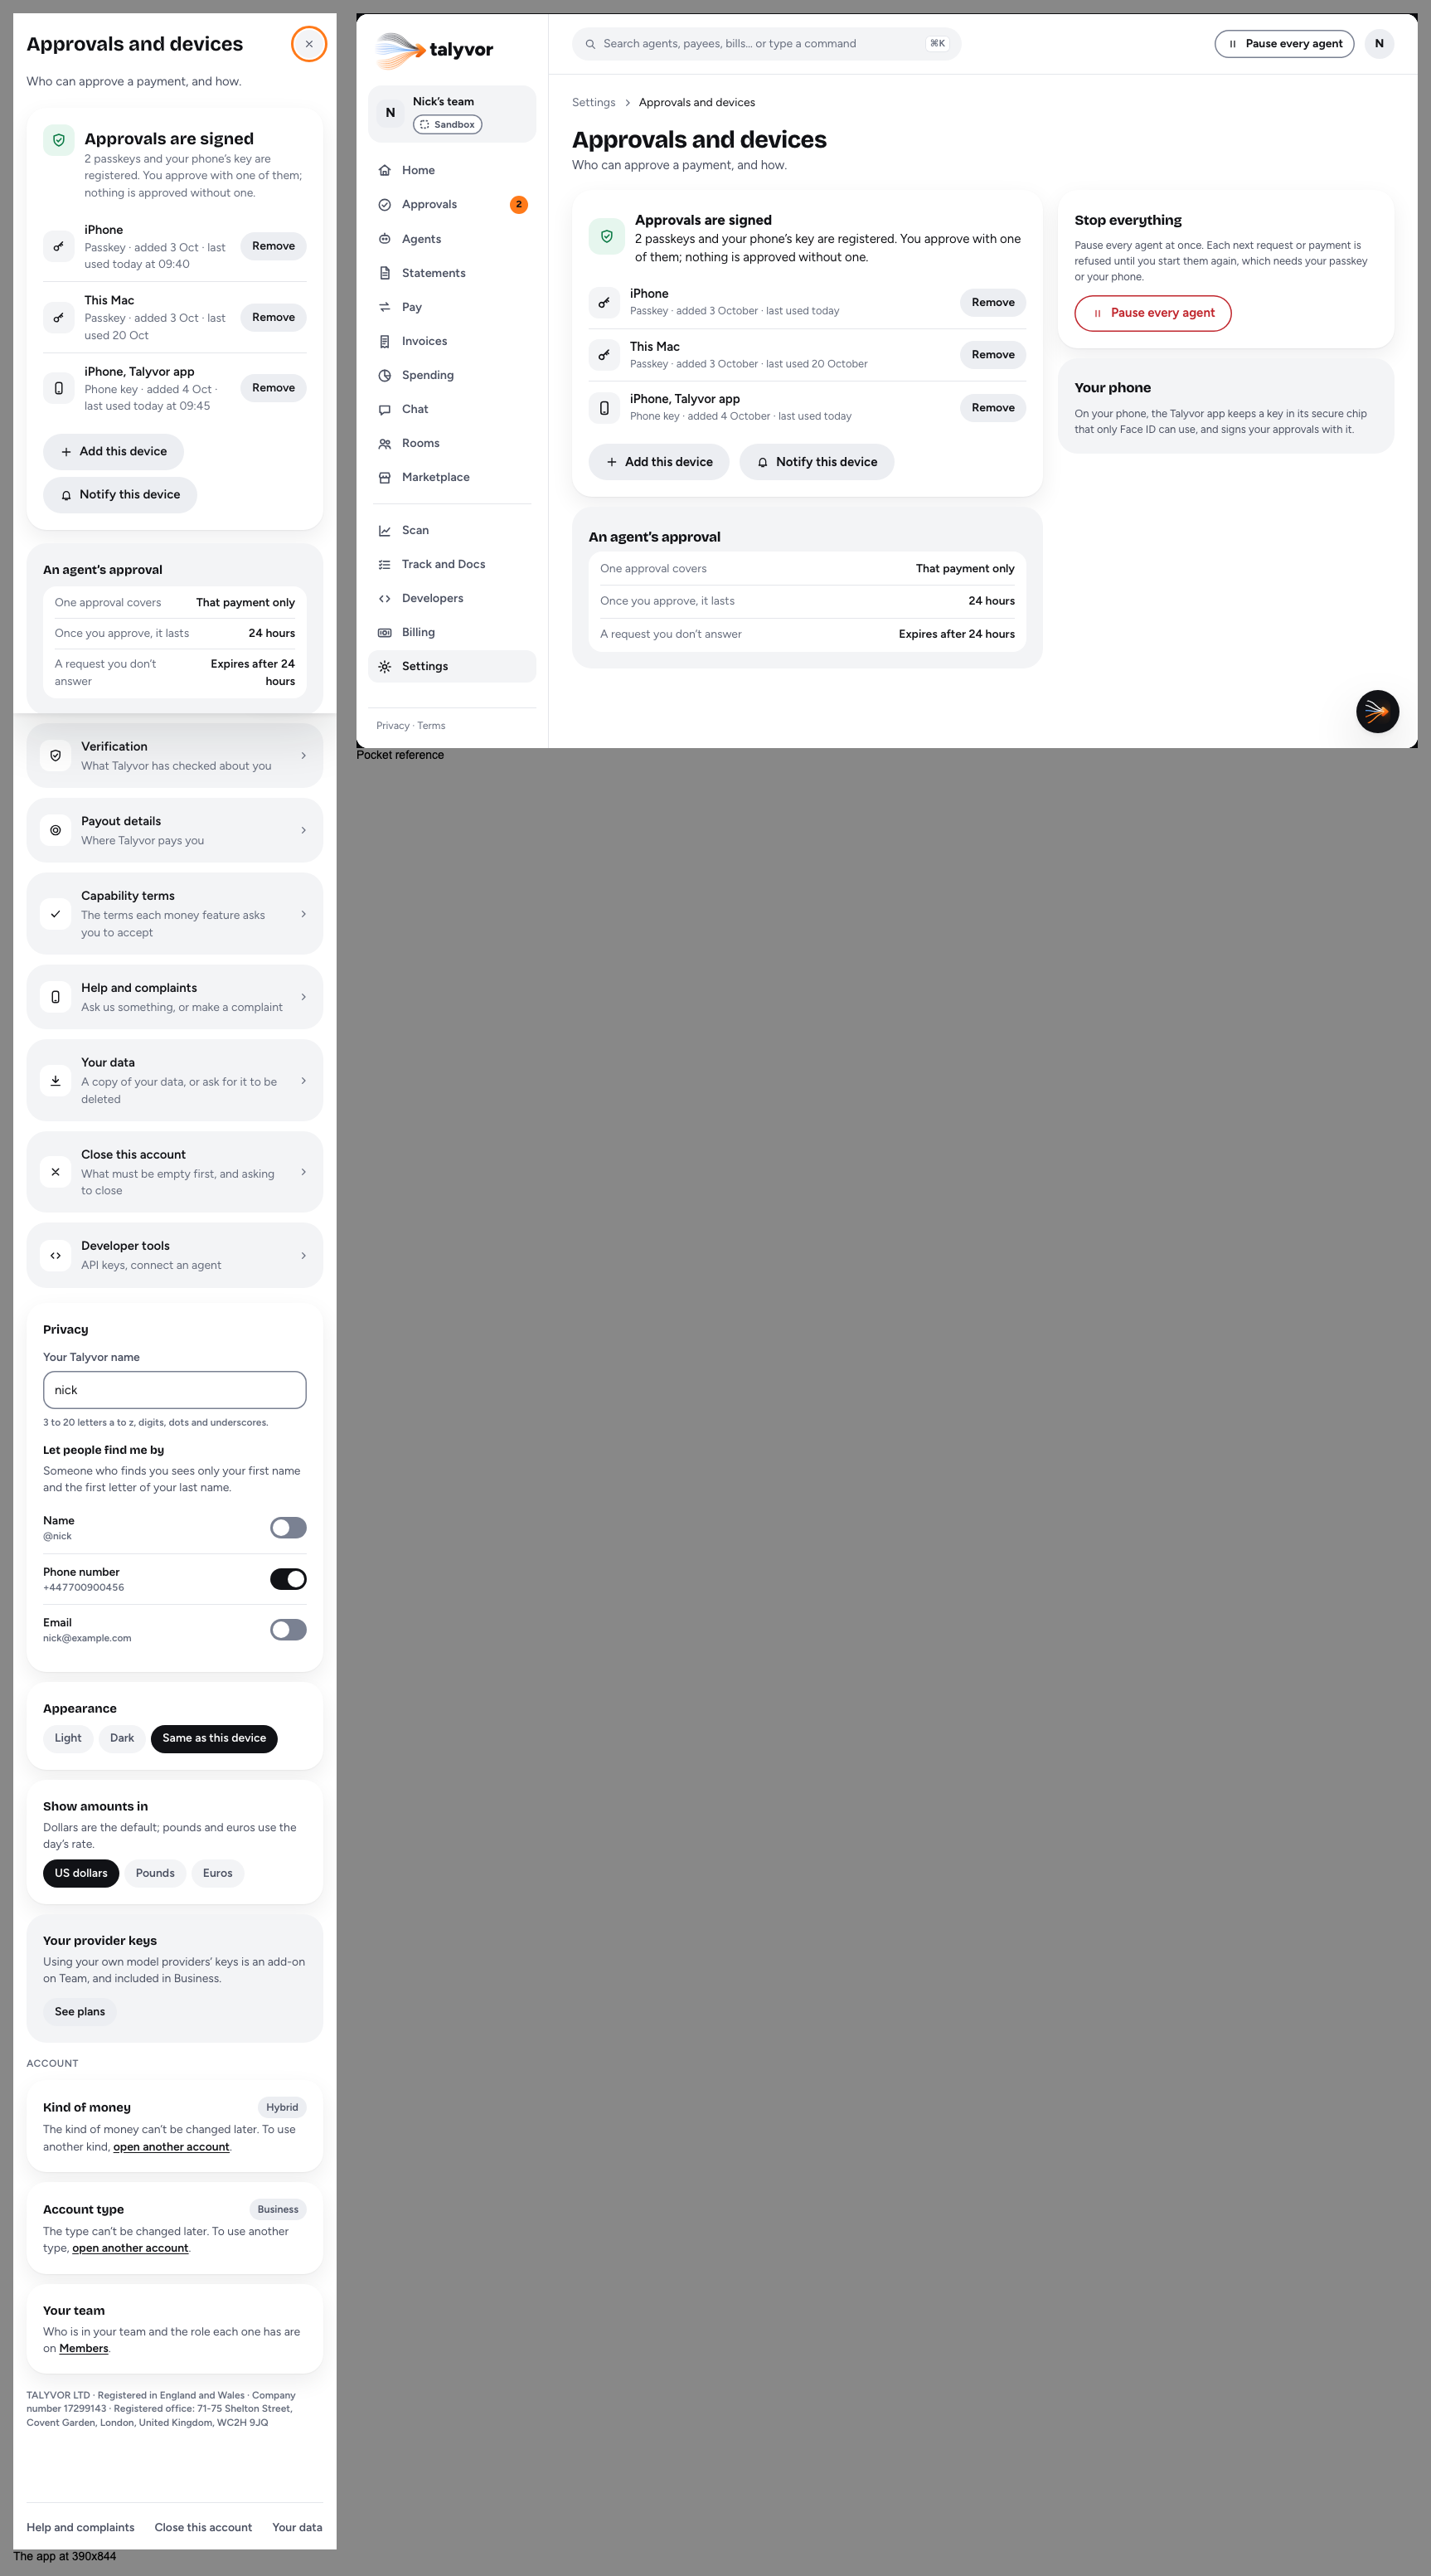 Approvals and devices
Who can approve a payment, and how.
Approvals are signed
2 passkeys and your phone’s key are
registered. You approve with one of them;
nothing is approved without one.
iPhone
Passkey · added 3 Oct · last
used today at 09:40
Remove
This Mac
Passkey · added 3 Oct · last
used 20 Oct
Remove
iPhone, Talyvor app
Phone key · added 4 Oct ·
last used today at 09:45
Remove
Add this device
Notify this device
An agent’s approval
One approval covers That payment only
Once you approve, it lasts 24 hours
A request you don’t Expires after 24
answer hours
Verification
What Talyvor has checked about you
Payout details
Where Talyvor pays you
Capability terms
The terms each money feature asks
you to accept
Help and complaints
Ask us something, or make a complaint
Your data
A copy of your data, or ask for it to be
deleted
Close this account
What must be empty first, and asking
to close
Developer tools
API keys, connect an agent
Privacy
Your Talyvor name
nick
3 to 20 letters a to z, digits, dots and underscores.
Let people find me by
Someone who finds you sees only your first name
and the first letter of your last name.
Name
@nick
Phone number
+447700900456
Email
nick@example.com
Appearance
Light Dark Same as this device
Show amounts in
Dollars are the default; pounds and euros use the
day’s rate.
US dollars Pounds Euros
Your provider keys
Using your own model providers’ keys is an add-on
on Team, and included in Business.
See plans
ACCOUNT
Kind of money Hybrid
The kind of money can’t be changed later. To use
another kind, open another account.
Account type Business
The type can’t be changed later. To use another
type, open another account.
Your team
Who is in your team and the role each one has are
on Members.
TALYVOR LTD · Registered in England and Wales · Company
number 17299143 · Registered office: 71-75 Shelton Street,
Covent Garden, London, United Kingdom, WC2H 9JQ
Help and complaints Close this account Your data
The app at 390x844
talyvor
N
Nick’s team
Sandbox
Home
Approvals 2
Agents
Statements
Pay
Invoices
Spending
Chat
Rooms
Marketplace
Scan
Track and Docs
Developers
Billing
Settings
Privacy · Terms
Search agents, payees, bills... or type a command ⌘K
Pause every agent
N
Settings > Approvals and devices
Approvals and devices
Who can approve a payment, and how.
Approvals are signed
2 passkeys and your phone’s key are registered. You approve with one
of them; nothing is approved without one.
iPhone
Passkey · added 3 October · last used today
Remove
This Mac
Passkey · added 3 October · last used 20 October
Remove
iPhone, Talyvor app
Phone key · added 4 October · last used today
Remove
Add this device Notify this device
An agent’s approval
One approval covers That payment only
Once you approve, it lasts 24 hours
A request you don’t answer Expires after 24 hours
Stop everything
Pause every agent at once. Each next request or payment is
refused until you start them again, which needs your passkey
or your phone.
Pause every agent
Your phone
On your phone, the Talyvor app keeps a key in its secure chip
that only Face ID can use, and signs your approvals with it.
Pocket reference